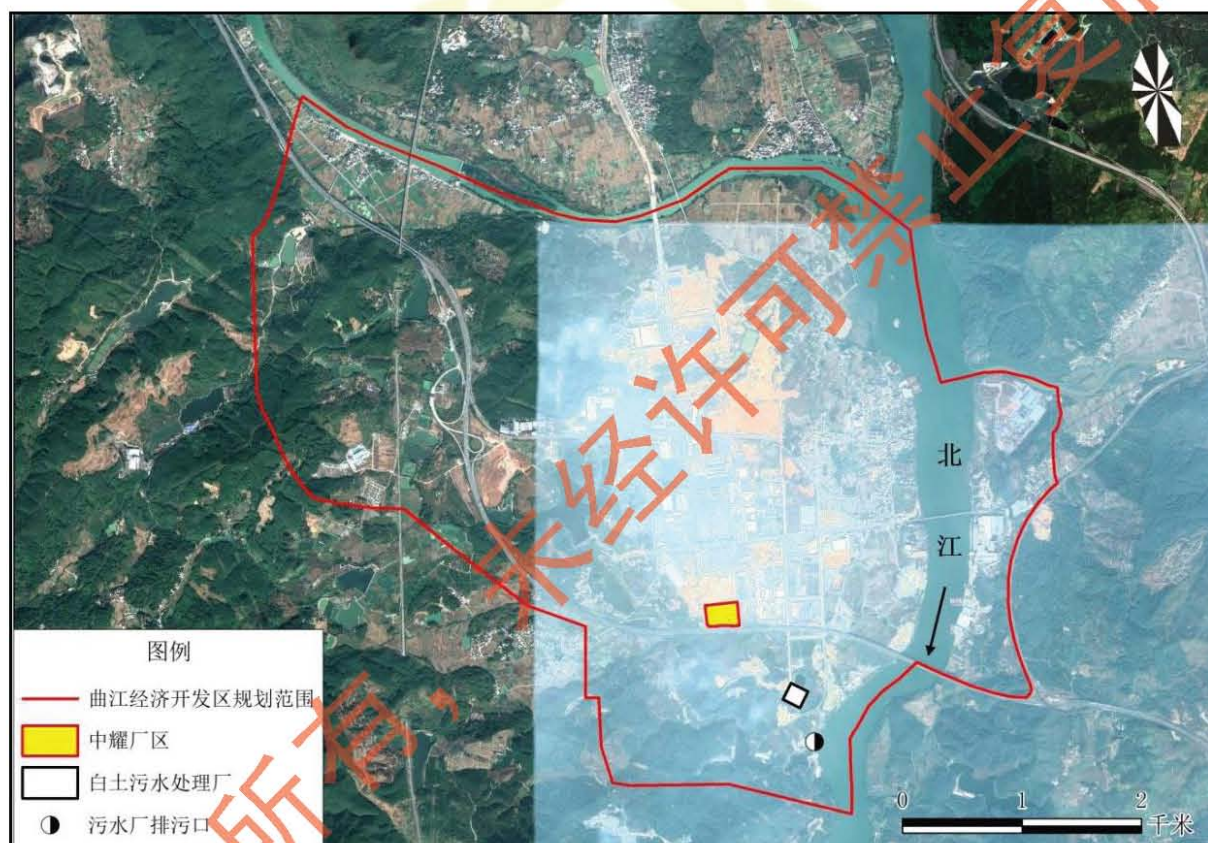 所有，未经许可禁止复制
北
江
图例
曲江经济开发区规划范围
中耀厂区
白土污水处理厂
污水厂排污口
0 1 2
千米